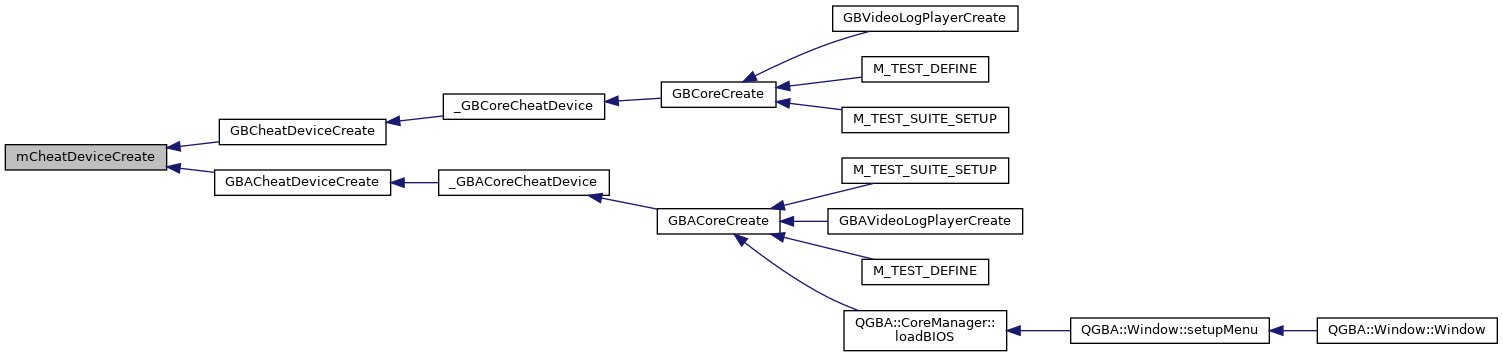 GBVideoLogPlayerCreate
M_TEST_DEFINE
GBCoreCreate
_GBCoreCheatDevice
M_TEST_SUITE_SETUP
GBCheatDeviceCreate
mCheatDeviceCreate
M_TEST_SUITE_SETUP
GBACheatDeviceCreate
_GBACoreCheatDevice
GBACoreCreate
GBAVideoLogPlayerCreate
M_TEST_DEFINE
QGBA::CoreManager::
loadBIOS
QGBA::Window::setupMenu
QGBA::Window::Window